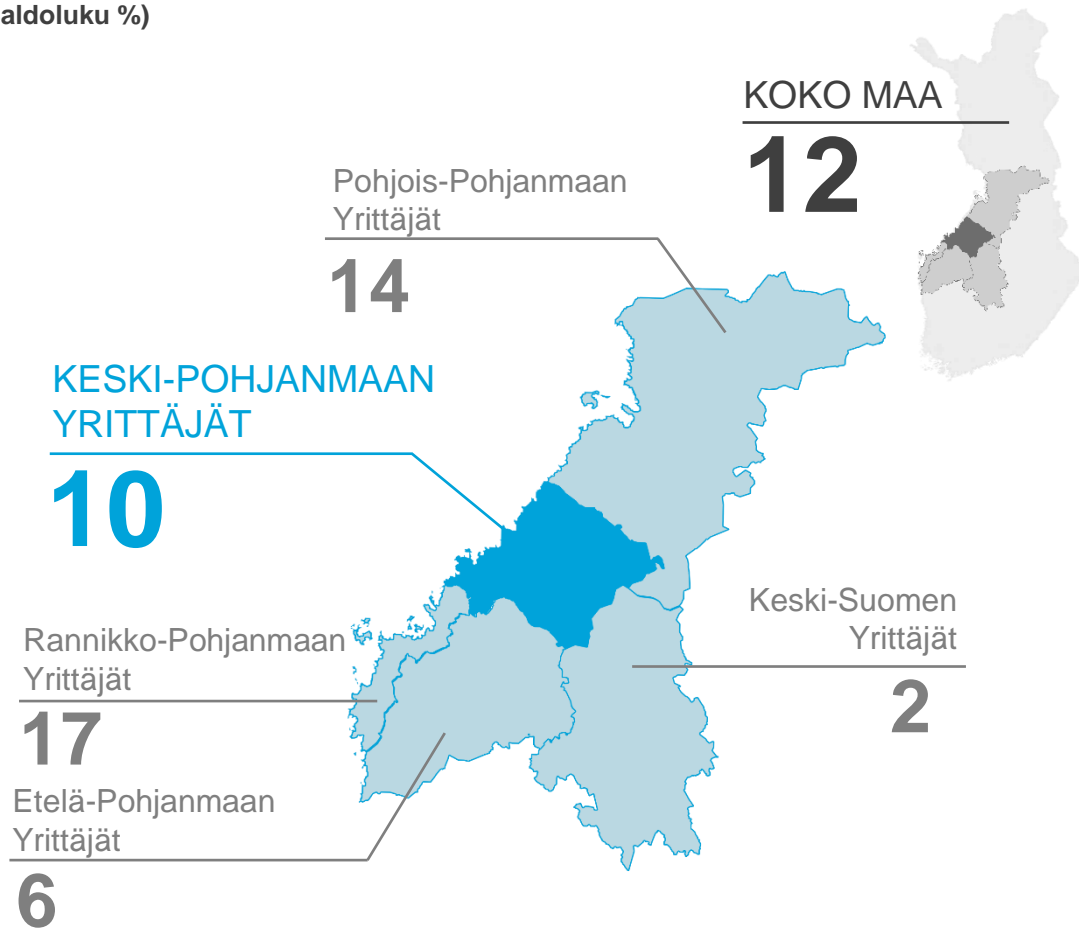 aldoluku %)
KOKO MAA
12
Pohjois-Pohjanmaan
Yrittäjät
14
KESKI-POHJANMAAN
YRITTÄJÄT
10
Keski-Suomen
Yrittäjät
2
Rannikko-Pohjanmaan
Yrittäjät
17
Etelä-Pohjanmaan
Yrittäjät
6